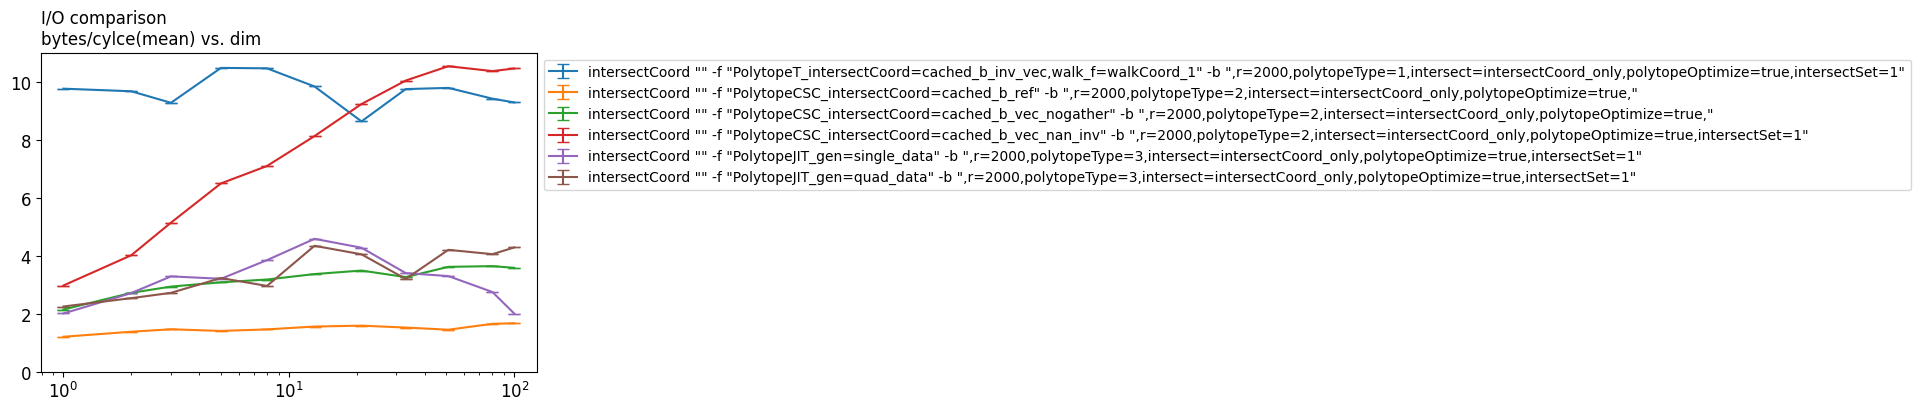 I/O comparison
bytes/cylce(mean) vs. dim
10
8
6
4
2
0
10^0
10^1
10^2
intersectCoord "" -f "PolytopeT_intersectCoord=cached_b_inv_vec,walk_f=walkCoord_1" -b ",r=2000,polytopeType=1,intersect=intersectCoord_only,polytopeOptimize=true,intersectSet=1"
intersectCoord "" -f "PolytopeCSC_intersectCoord=cached_b_ref" -b ",r=2000,polytopeType=2,intersect=intersectCoord_only,polytopeOptimize=true,"
intersectCoord "" -f "PolytopeCSC_intersectCoord=cached_b_vec_nogather" -b ",r=2000,polytopeType=2,intersect=intersectCoord_only,polytopeOptimize=true,"
intersectCoord "" -f "PolytopeCSC_intersectCoord=cached_b_vec_nan_inv" -b ",r=2000,polytopeType=2,intersect=intersectCoord_only,polytopeOptimize=true,intersectSet=1"
intersectCoord "" -f "PolytopeJIT_gen=single_data" -b ",r=2000,polytopeType=3,intersect=intersectCoord_only,polytopeOptimize=true,intersectSet=1"
intersectCoord "" -f "PolytopeJIT_gen=quad_data" -b ",r=2000,polytopeType=3,intersect=intersectCoord_only,polytopeOptimize=true,intersectSet=1"